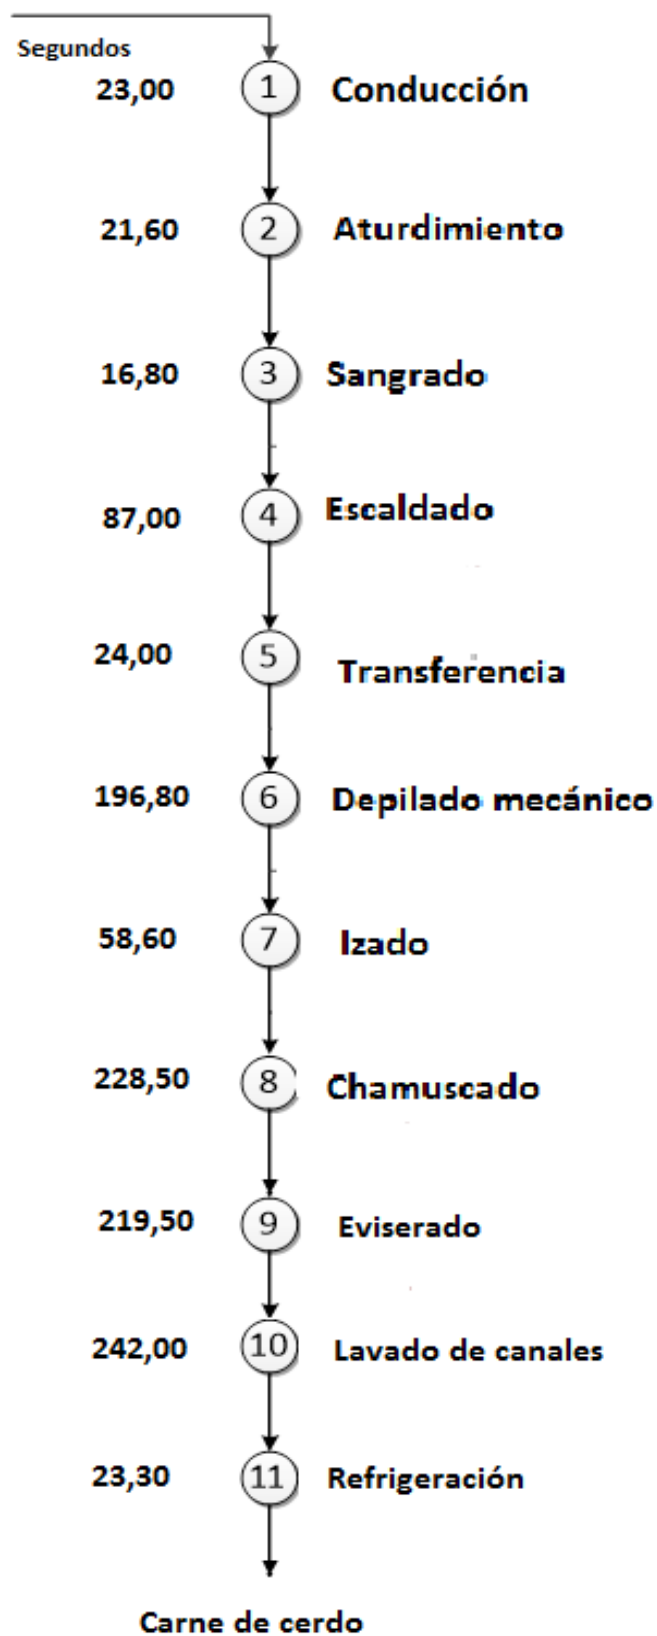 Segundos
23,00 1 Conducción
21,60 2 Aturdimiento
16,80 3 Sangrado
87,00 4 Escaldado
24,00 5 Transferencia
196,80 6 Depilado mecánico
58,60 7 Izado
228,50 8 Chamuscado
219,50 9 Eviserado
242,00 10 Lavado de canales
23,30 11 Refrigeración
Carne de cerdo